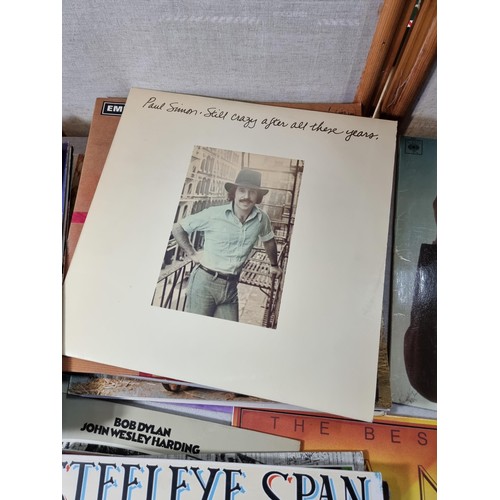 EMI
Paul Simon · Still crazy after all these years.
BOB DYLAN
JOHN WESLEY HARDING
THE BES
STEELEYE SPAN